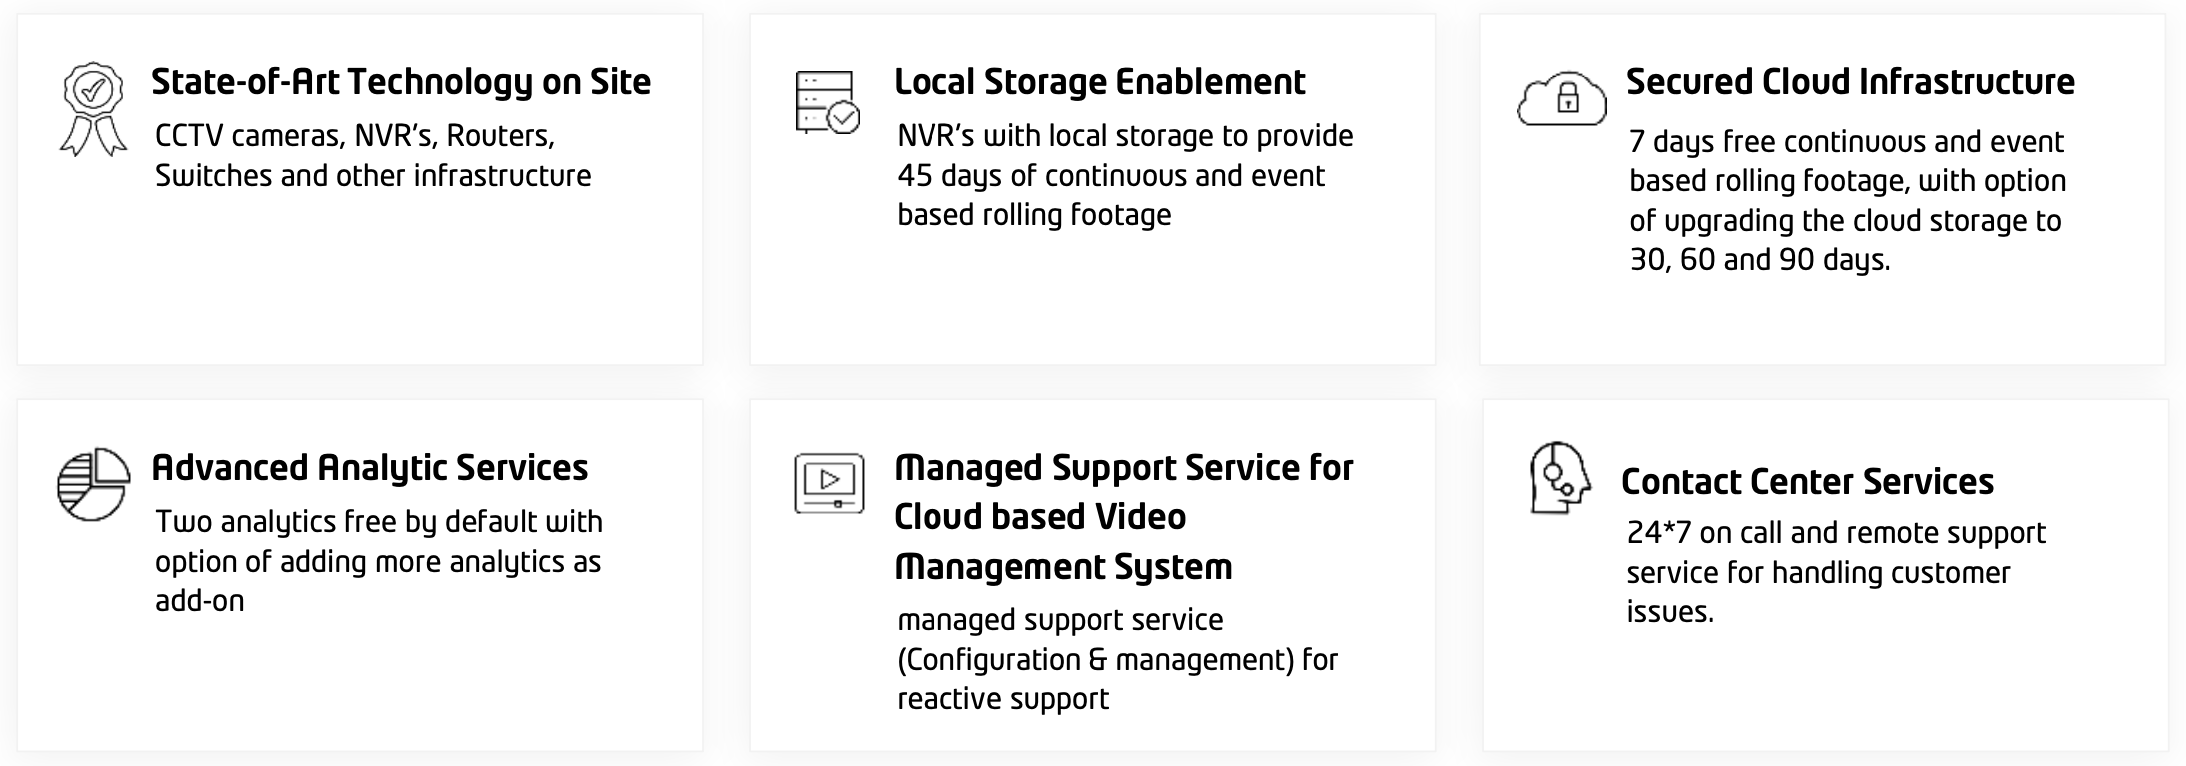 State-of-Art Technology on Site
CCTV cameras, NVR's, Routers,
Switches and other infrastructure
Local Storage Enablement
NVR's with local storage to provide
45 days of continuous and event
based rolling footage
Secured Cloud Infrastructure
7 days free continuous and event
based rolling footage, with option
of upgrading the cloud storage to
30, 60 and 90 days.
Advanced Analytic Services
Two analytics free by default with
option of adding more analytics as
add-on
Managed Support Service for
Cloud based Video
Management System
managed support service
(Configuration & management) for
reactive support
Contact Center Services
24*7 on call and remote support
service for handling customer
issues.